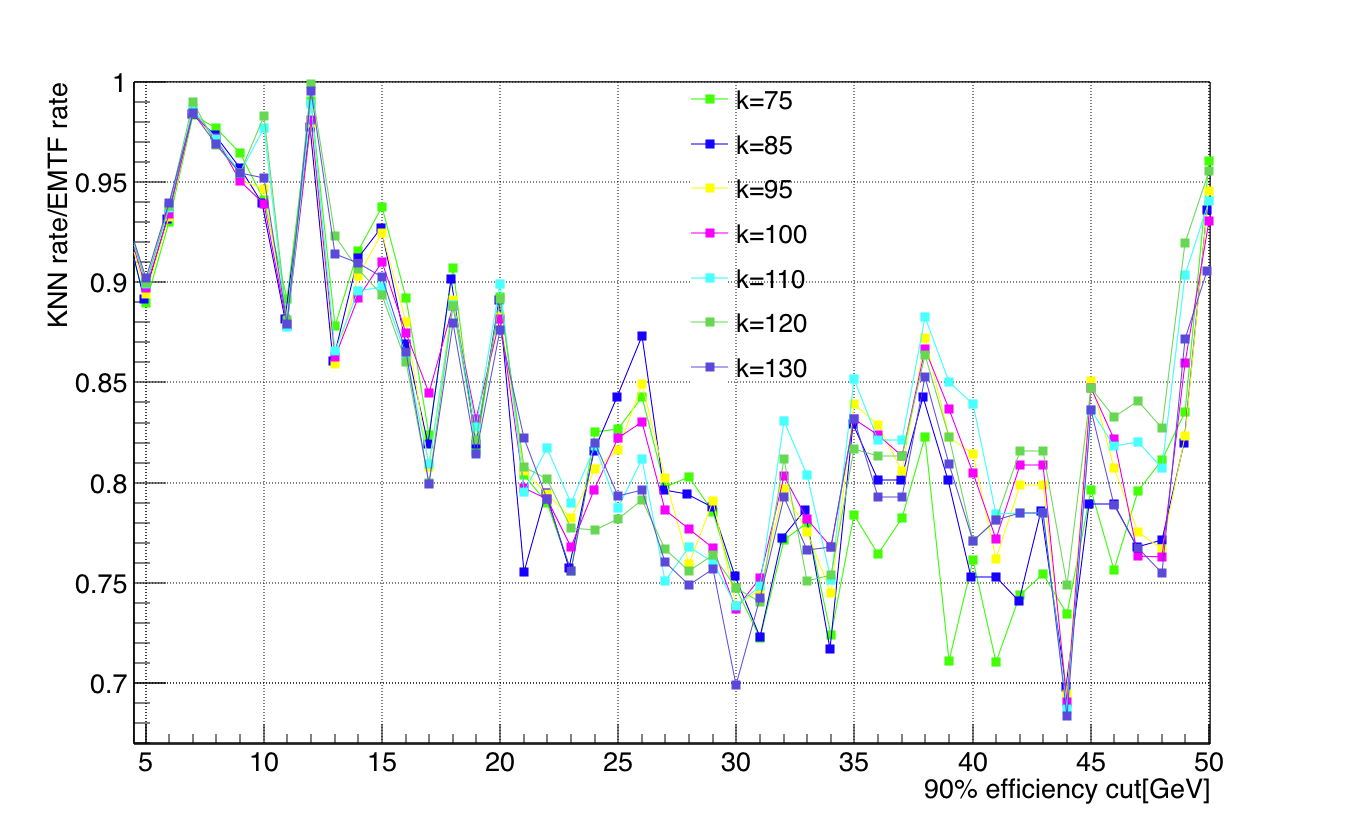 KNN rate/EMTF rate
1
0.95
0.9
0.85
0.8
0.75
0.7
k=75
k=85
k=95
k=100
k=110
k=120
k=130
5 10 15 20 25 30 35 40 45 50
90% efficiency cut[GeV]